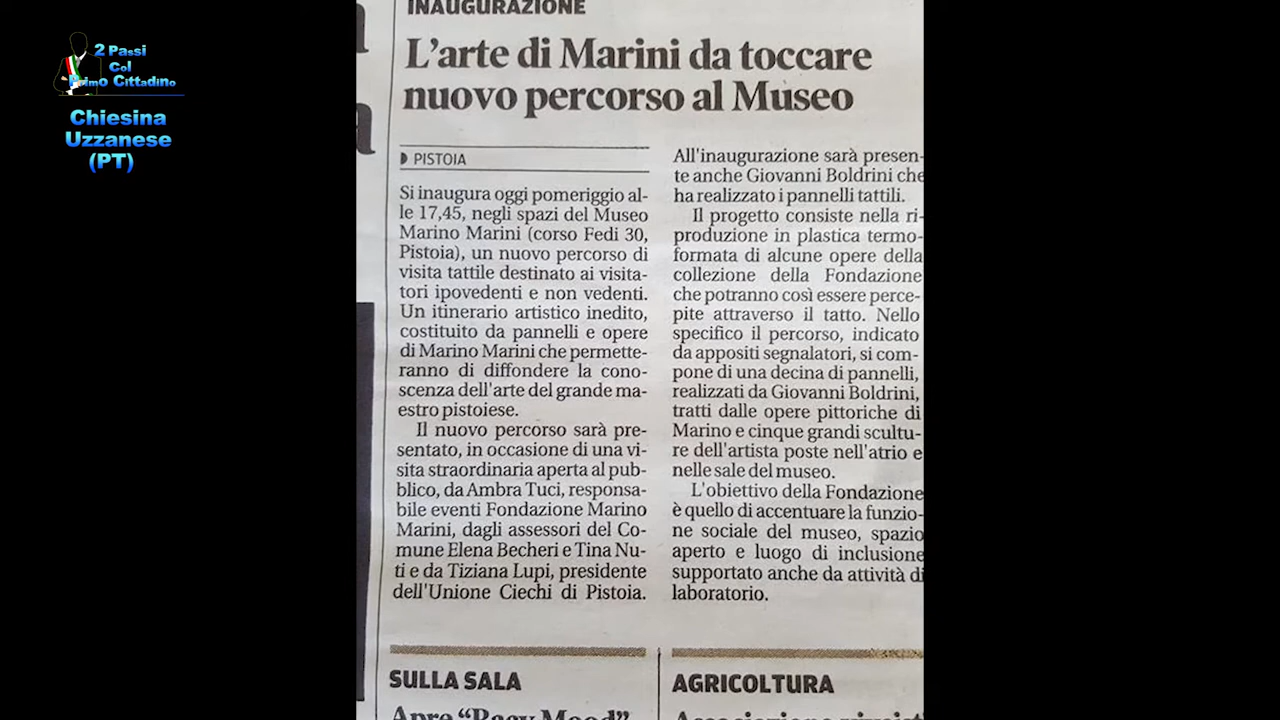 2 Passi
Col
Primo Cittadino
Chiesina
Uzzanese
(PT)
INAUGURAZIONE
L'arte di Marini da toccare
nuovo percorso al Museo
PISTOIA
Si inaugura oggi pomeriggio al-
le 17,45, negli spazi del Museo
Marino Marini (corso Fedi 30,
Pistoia), un nuovo percorso di
visita tattile destinato ai visita-
tori ipovedenti e non vedenti.
Un itinerario artistico inedito,
costituito da pannelli e opere
di Marino Marini che permette-
ranno di diffondere la cono-
scenza dell'arte del grande ma-
estro pistoiese.
Il nuovo percorso sarà pre-
sentato, in occasione di una vi-
sita straordinaria aperta al pub-
blico, da Ambra Tuci, responsa-
bile eventi Fondazione Marino
Marini, dagli assessori del Co-
mune Elena Becheri e Tina Nu-
ti e da Tiziana Lupi, presidente
dell'Unione Ciechi di Pistoia.
All'inaugurazione sarà presen-
te anche Giovanni Boldrini che
ha realizzato i pannelli tattili.
Il progetto consiste nella ri-
produzione in plastica termo-
formata di alcune opere della
collezione della Fondazione
che potranno così essere perce-
pite attraverso il tatto. Nello
specifico il percorso, indicato
da appositi segnalatori, si com-
pone di una decina di pannelli,
realizzati da Giovanni Boldrini,
tratti dalle opere pittoriche di
Marino e cinque grandi scultu-
re dell'artista poste nell'atrio e
nelle sale del museo.
L'obiettivo della Fondazione
è quello di accentuare la funzio-
ne sociale del museo, spazio
aperto e luogo di inclusione
supportato anche da attività di
laboratorio.
SULLA SALA
Apre "Racy Mood"
AGRICOLTURA